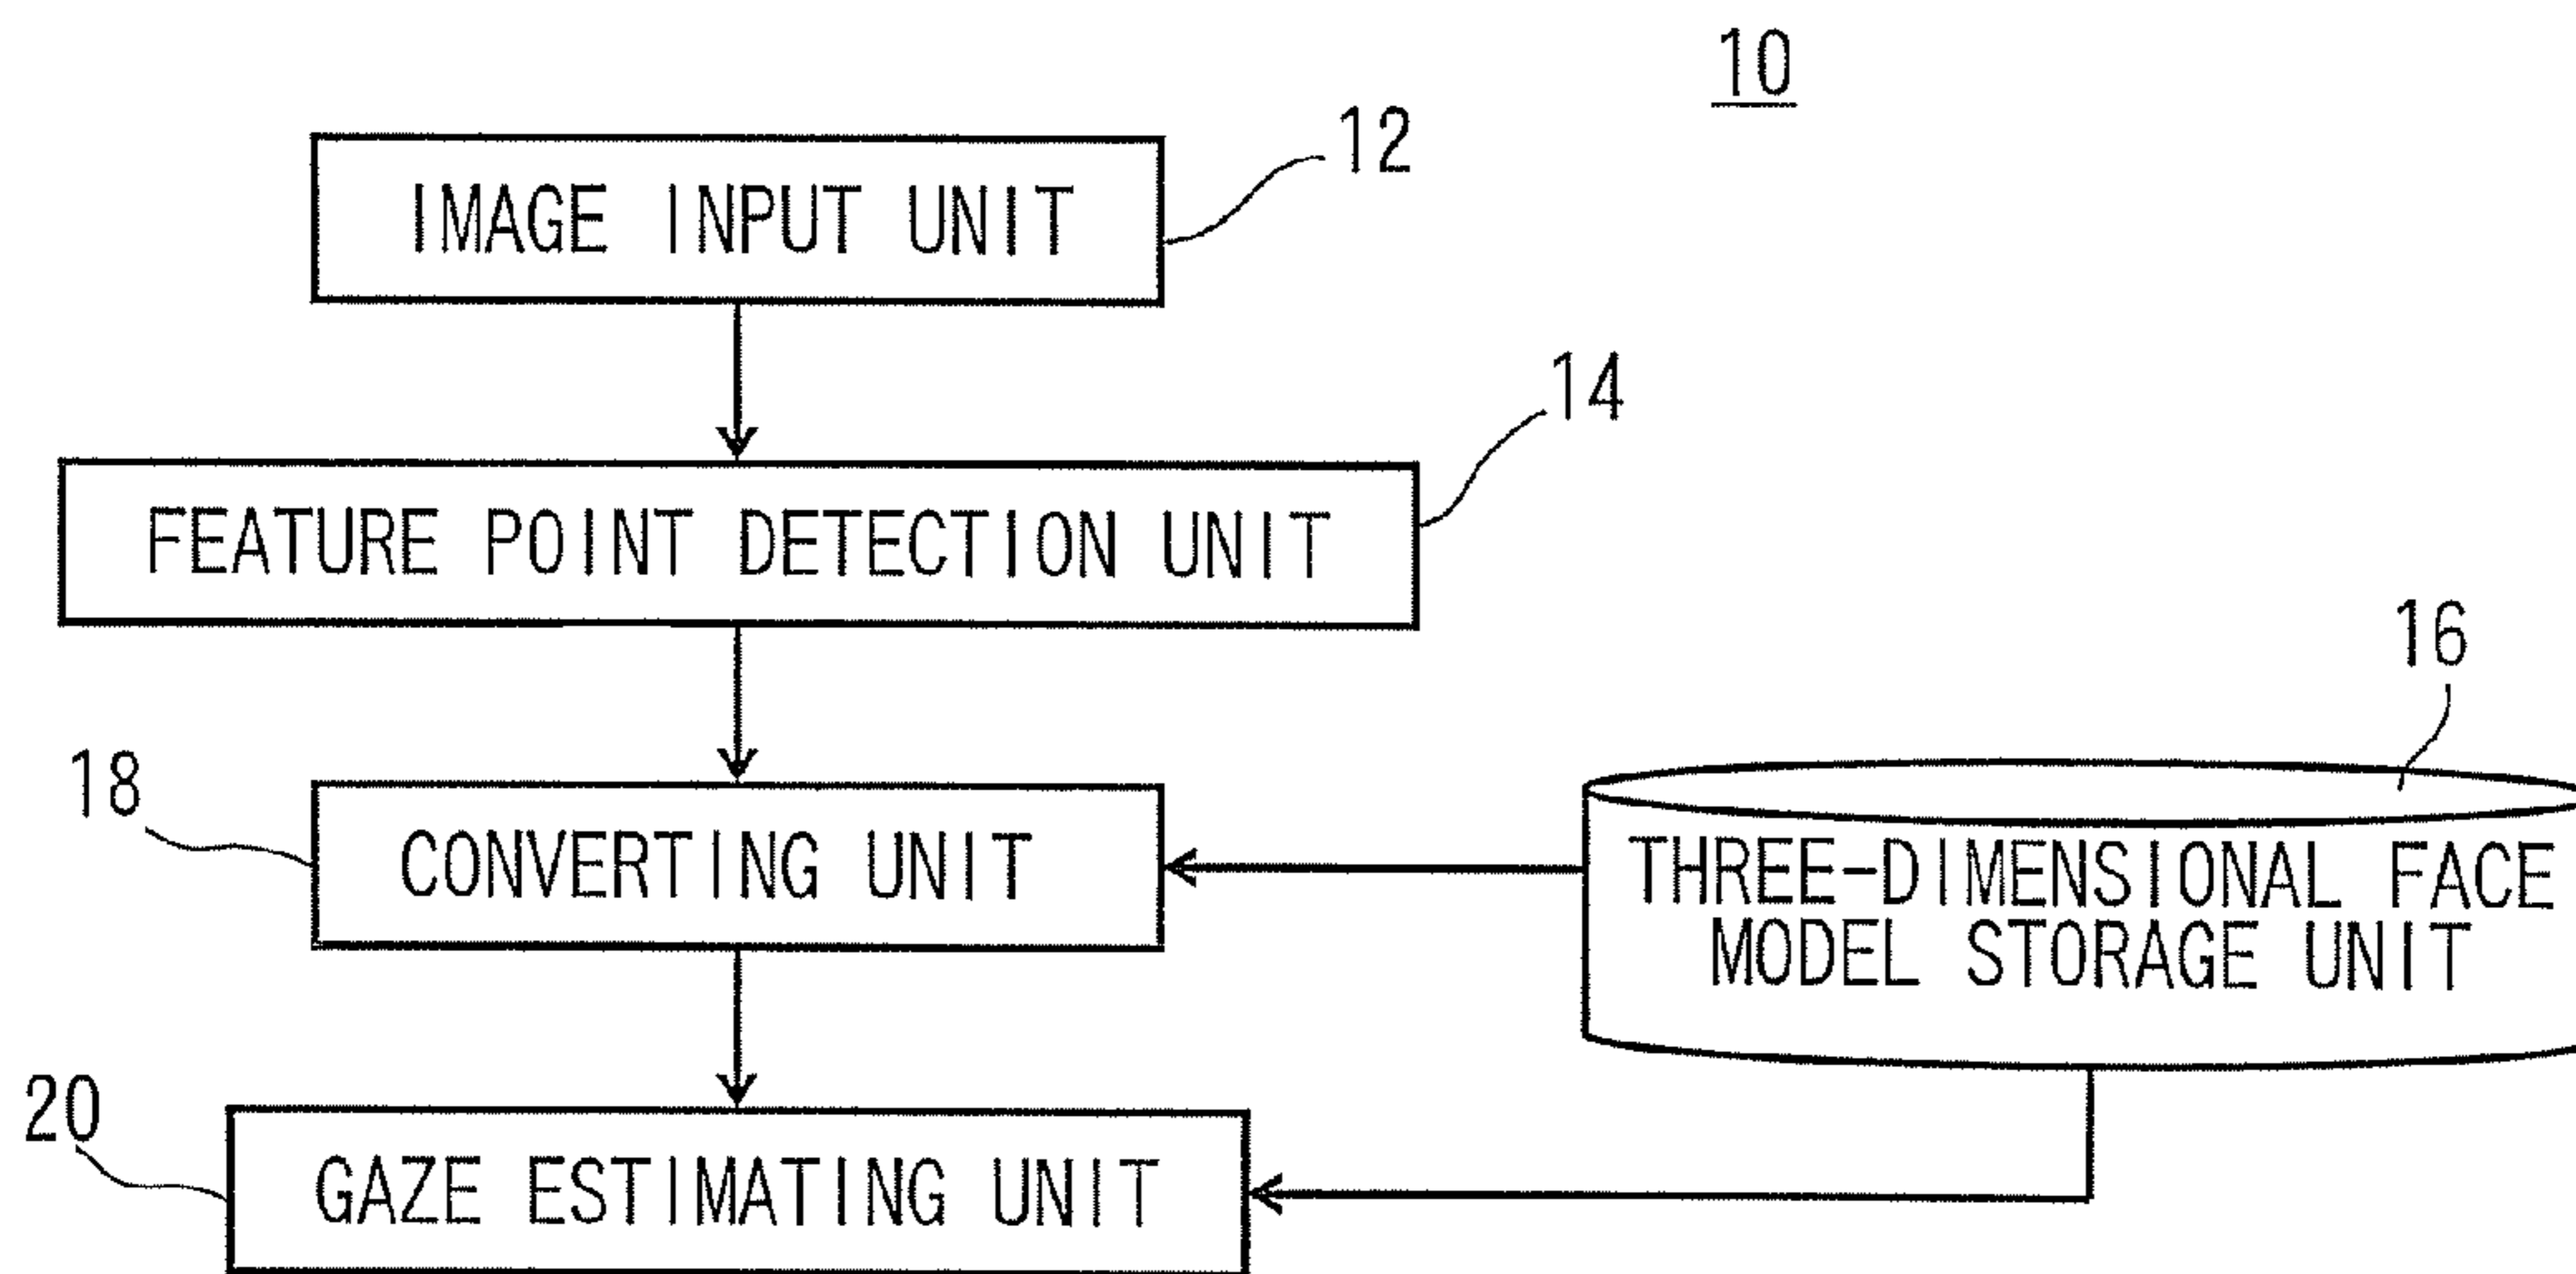 10
12
IMAGE INPUT UNIT
14
FEATURE POINT DETECTION UNIT
16
18
CONVERTING UNIT
THREE-DIMENSIONAL FACE
MODEL STORAGE UNIT
20
GAZE ESTIMATING UNIT